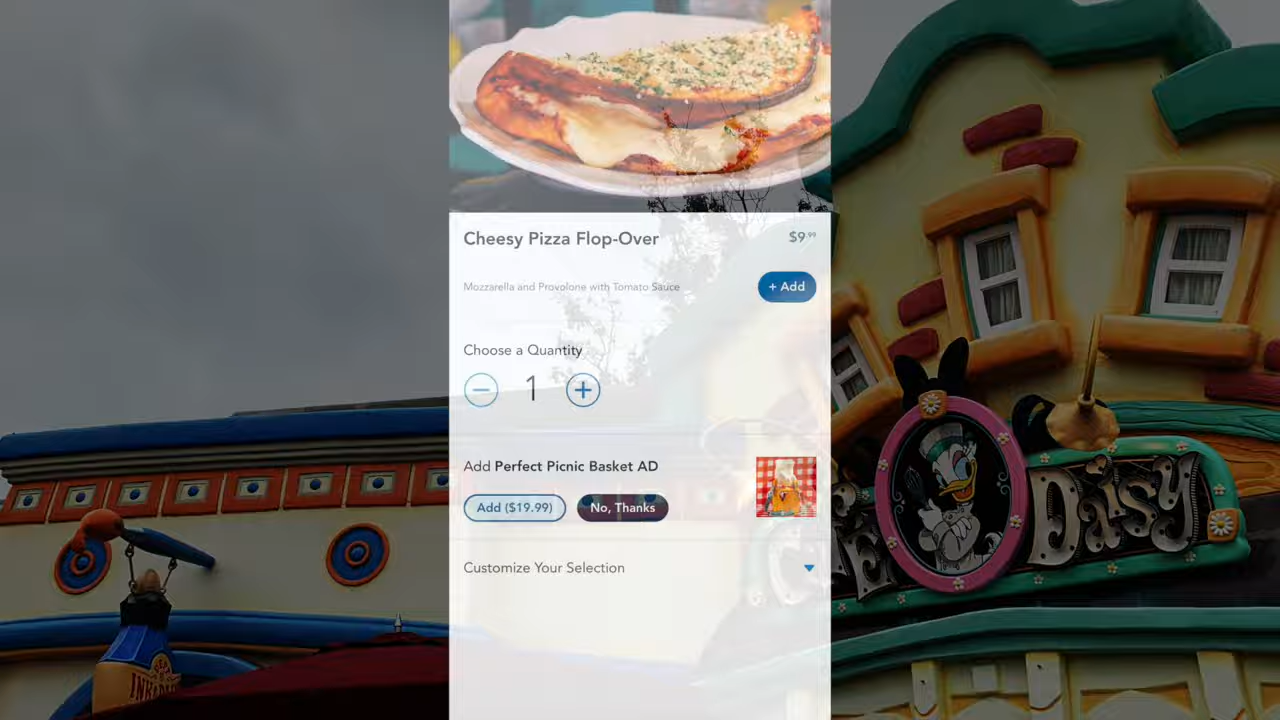 Cheesy Pizza Flop-Over
$9.99
Mozzarella and Provolone with Tomato Sauce
+ Add
Choose a Quantity
1
Add Perfect Picnic Basket AD
Add ($19.99)
No, Thanks
Customize Your Selection
Daisy